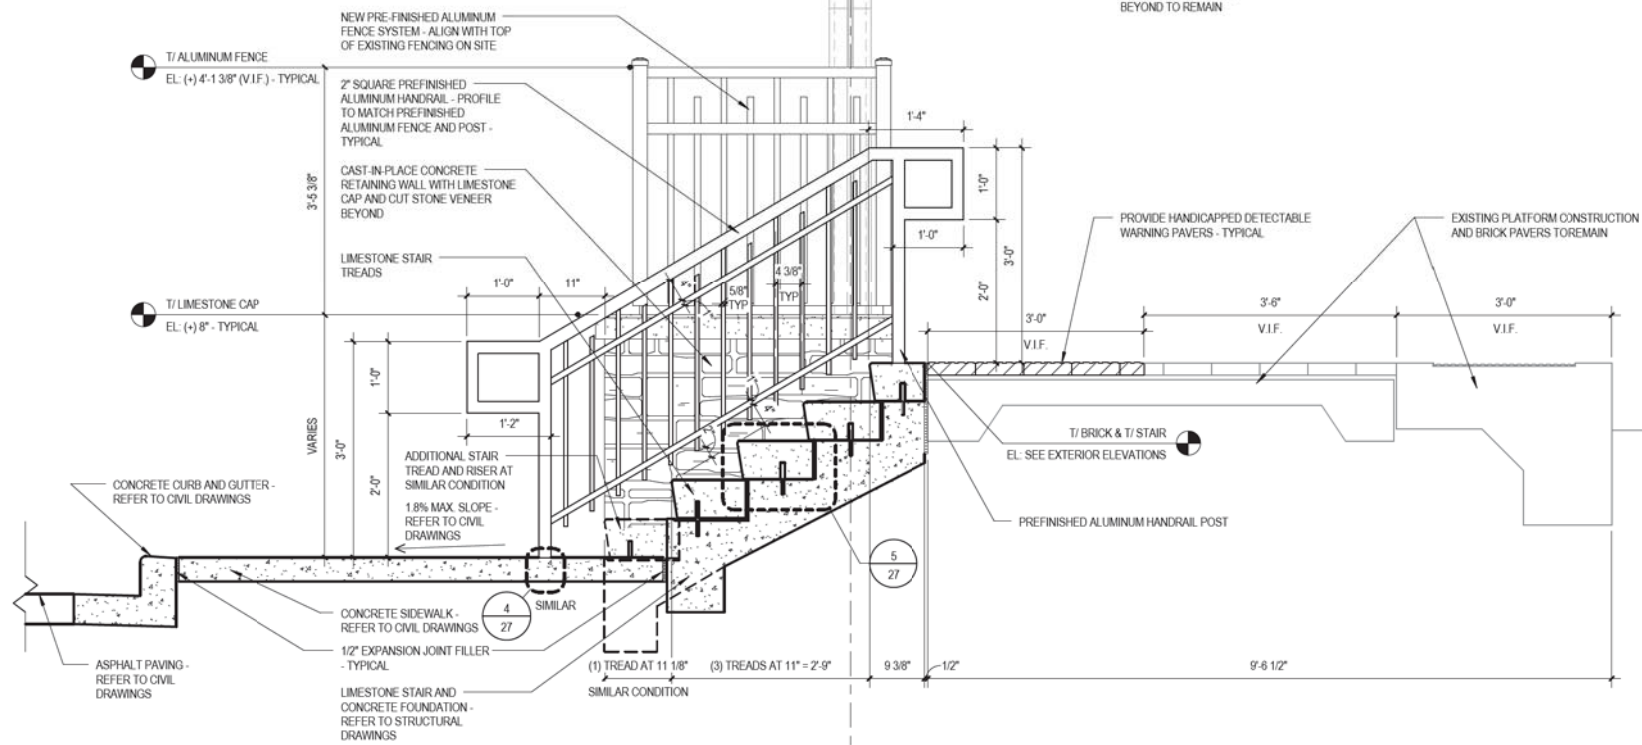 BEYOND TO REMAIN
NEW PRE-FINISHED ALUMINUM
FENCE SYSTEM - ALIGN WITH TOP
OF EXISTING FENCING ON SITE
T/ ALUMINUM FENCE
EL: (+) 4'-1 3/8" (V.I.F.) - TYPICAL
2" SQUARE PREFINISHED
ALUMINUM HANDRAIL - PROFILE
TO MATCH PREFINISHED
ALUMINUM FENCE AND POST -
TYPICAL
1'-4"
CAST-IN-PLACE CONCRETE
RETAINING WALL WITH LIMESTONE
CAP AND CUT STONE VENEER
BEYOND
3'-5 3/8"
1'-0"
1'-0"
3'-0"
2'-0"
PROVIDE HANDICAPPED DETECTABLE
WARNING PAVERS - TYPICAL
EXISTING PLATFORM CONSTRUCTION
AND BRICK PAVERS TOREMAIN
LIMESTONE STAIR
TREADS
1'-0"
11"
5/8"
TYP
4 3/8"
TYP
T/ LIMESTONE CAP
EL: (+) 8" - TYPICAL
3'-0"
V.I.F.
3'-6"
V.I.F.
3'-0"
V.I.F.
1'-0"
1'-2"
VARIES
3'-0"
2'-0"
T/ BRICK & T/ STAIR
EL: SEE EXTERIOR ELEVATIONS
ADDITIONAL STAIR
TREAD AND RISER AT
SIMILAR CONDITION
1.8% MAX. SLOPE -
REFER TO CIVIL
DRAWINGS
CONCRETE CURB AND GUTTER -
REFER TO CIVIL DRAWINGS
PREFINISHED ALUMINUM HANDRAIL POST
5
27
4
27
SIMILAR
CONCRETE SIDEWALK -
REFER TO CIVIL DRAWINGS
1/2" EXPANSION JOINT FILLER
- TYPICAL
ASPHALT PAVING -
REFER TO CIVIL
DRAWINGS
LIMESTONE STAIR AND
CONCRETE FOUNDATION -
REFER TO STRUCTURAL
DRAWINGS
(1) TREAD AT 11 1/8"
SIMILAR CONDITION
(3) TREADS AT 11" = 2'-9"
9 3/8"
1/2"
9'-6 1/2"